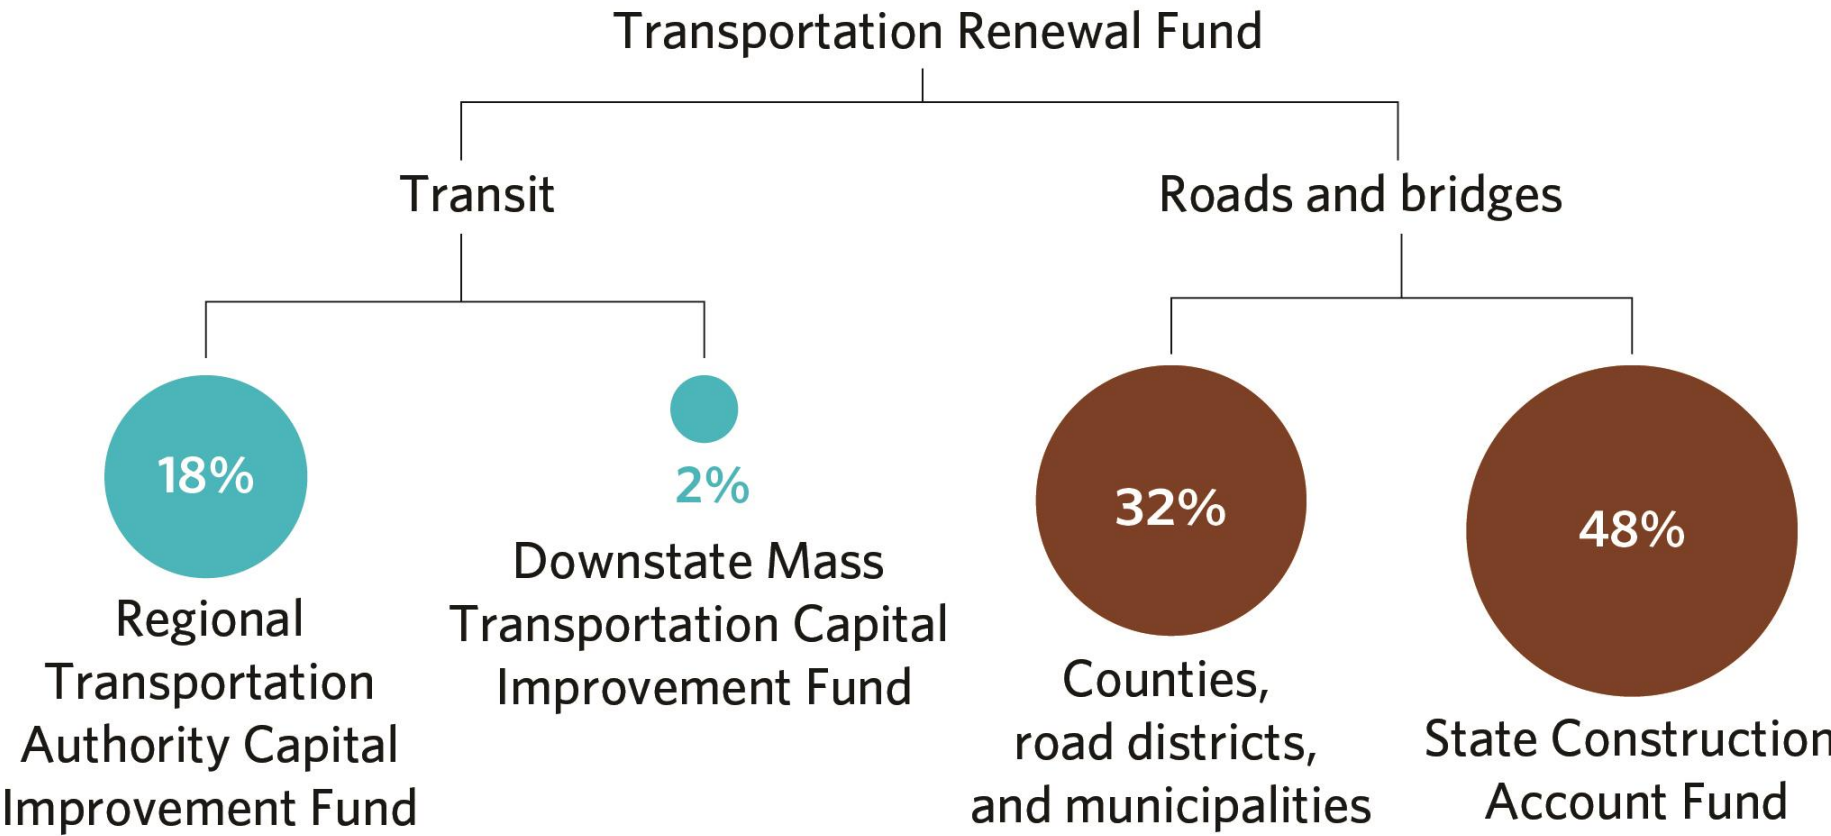 Transportation Renewal Fund
Transit
Roads and bridges
18%
Regional
Transportation
Authority Capital
Improvement Fund
2%
Downstate Mass
Transportation Capital
Improvement Fund
32%
Counties,
road districts,
and municipalities
48%
State Construction
Account Fund